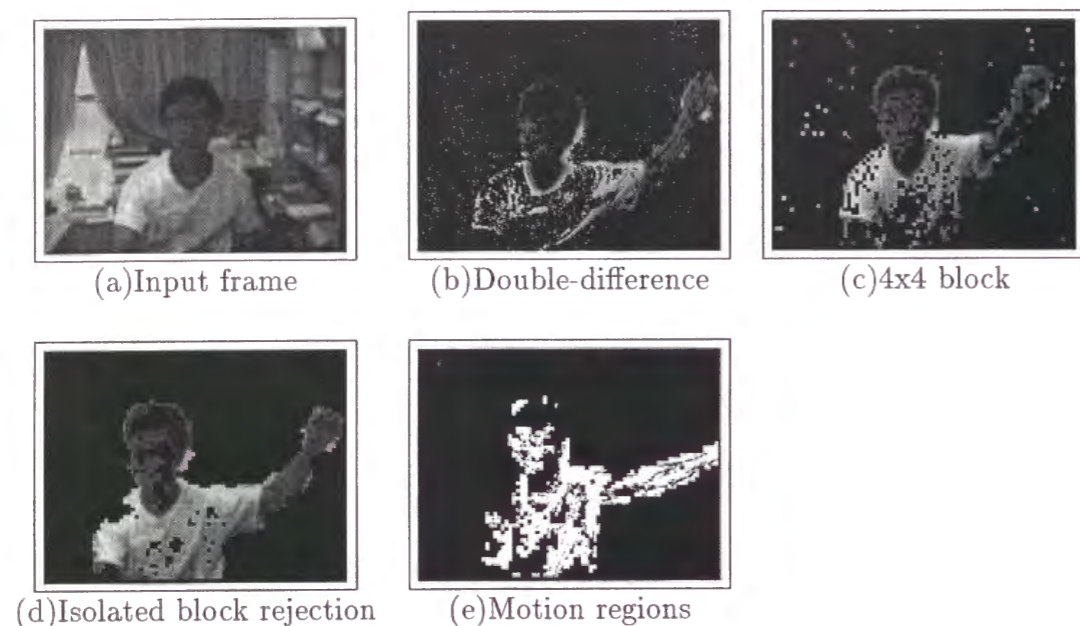 (a)Input frame
(b)Double-difference
(c)4x4 block
(d)Isolated block rejection
(e)Motion regions